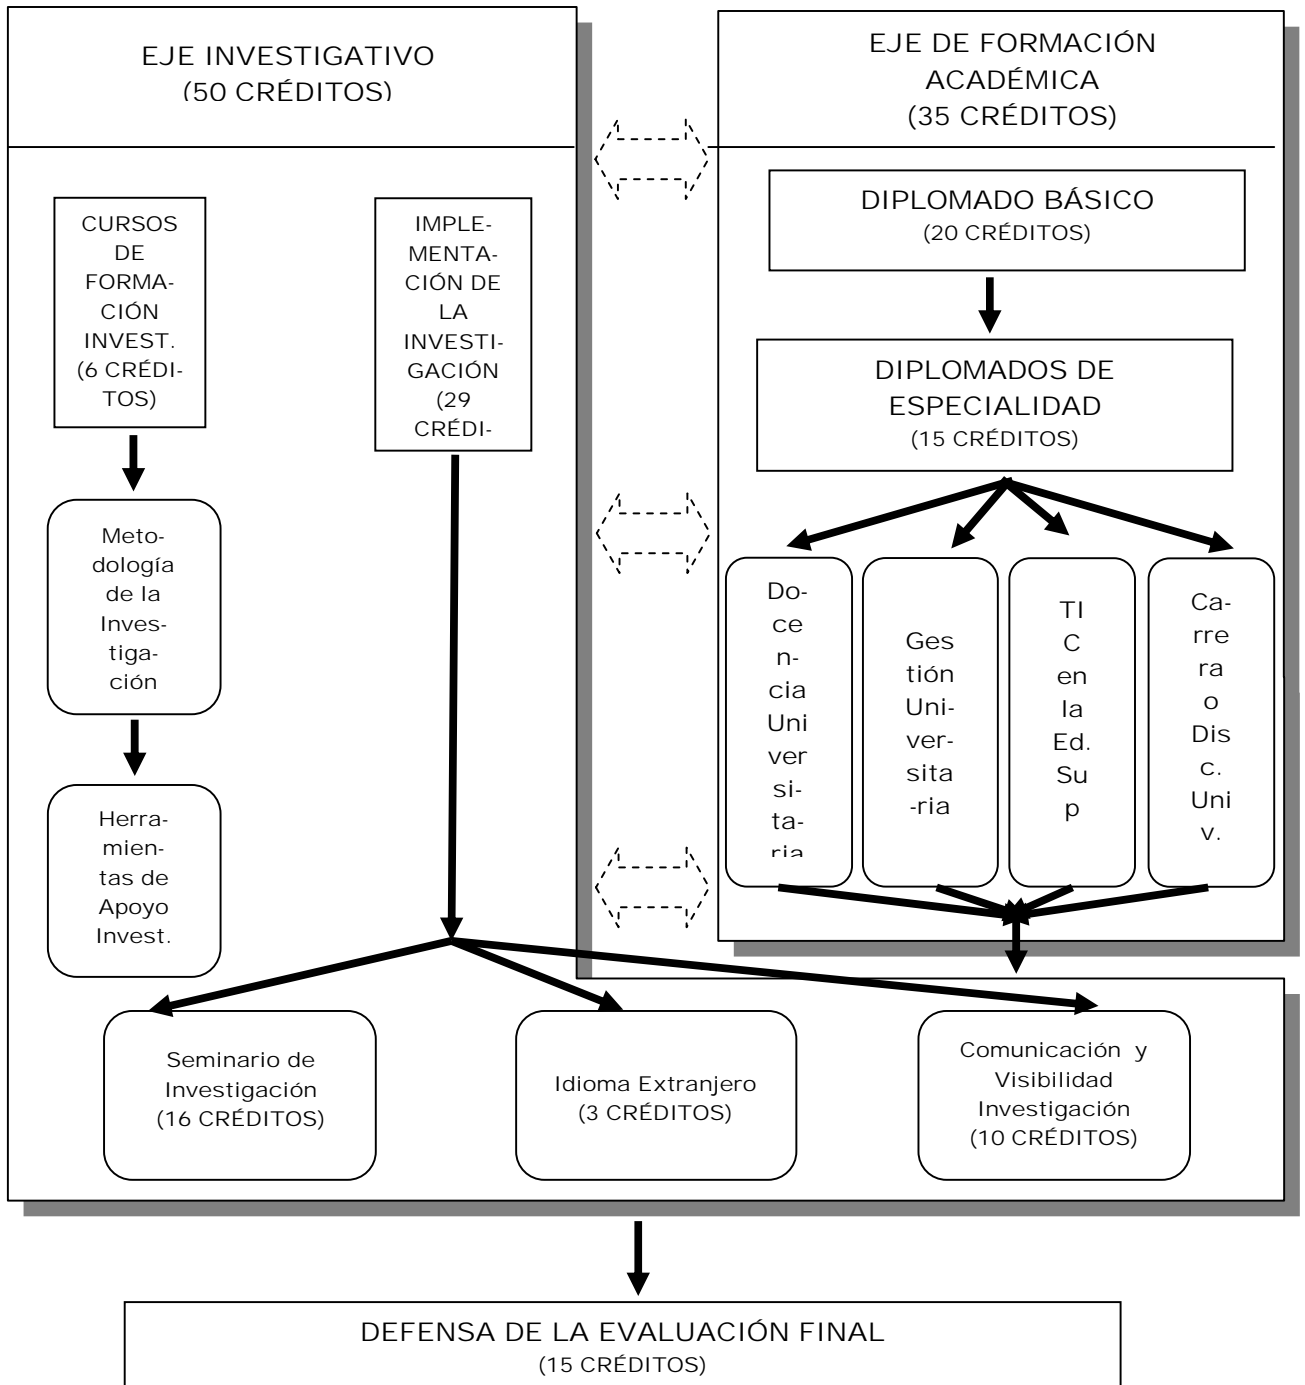 EJE INVESTIGATIVO
(50 CRÉDITOS)
EJE DE FORMACIÓN
ACADÉMICA
(35 CRÉDITOS)
CURSOS
DE
FORMA-
CIÓN
INVEST.
(6 CRÉDI-
TOS)
IMPLE-
MENTA-
CIÓN DE
LA
INVESTI-
GACIÓN
(29
CRÉDI-
DIPLOMADO BÁSICO
(20 CRÉDITOS)
DIPLOMADOS DE
ESPECIALIDAD
(15 CRÉDITOS)
Meto-
dología
de la
Inves-
tiga-
ción
Herra-
mien-
tas de
Apoyo
Invest.
Do-
ce
n-
cia
Uni
ver
si-
ta-
ria
Ges
tión
Uni-
ver-
sita
-ria
TI
C
en
la
Ed.
Su
p
Ca-
rre
ra
o
Dis
c.
Uni
v.
Seminario de
Investigación
(16 CRÉDITOS)
Idioma Extranjero
(3 CRÉDITOS)
Comunicación y
Visibilidad
Investigación
(10 CRÉDITOS)
DEFENSA DE LA EVALUACIÓN FINAL
(15 CRÉDITOS)